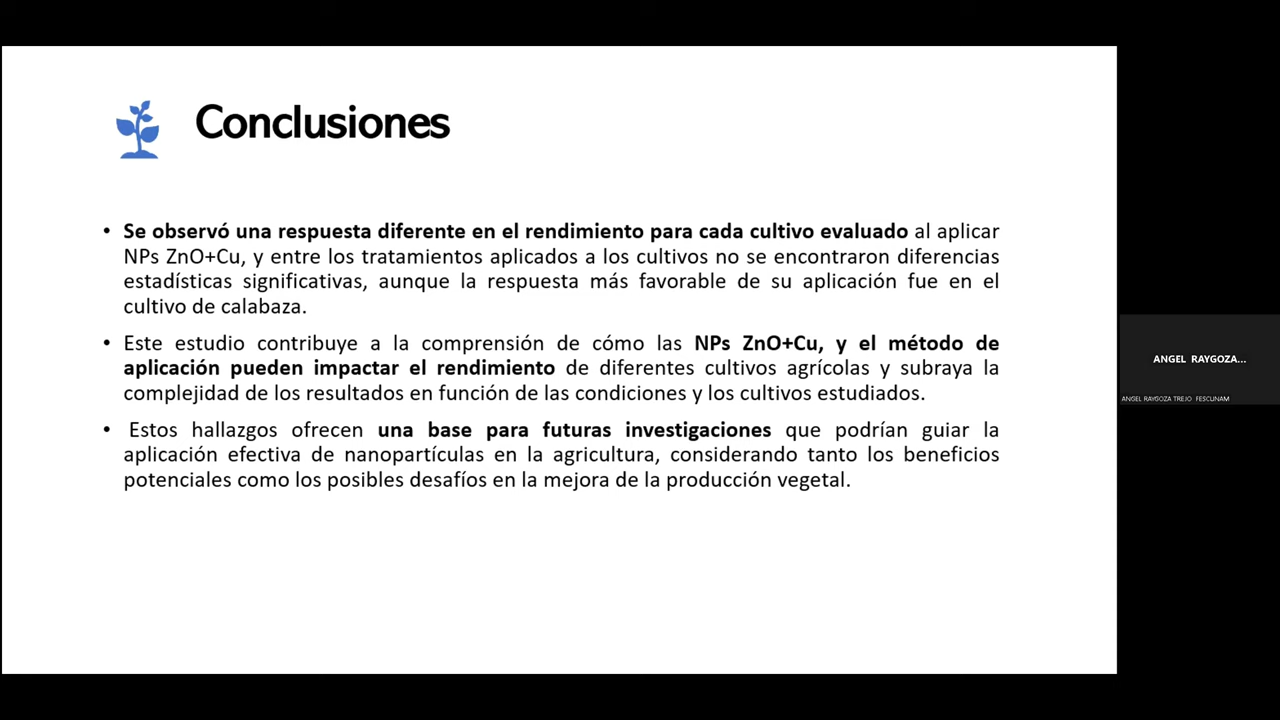 Conclusiones
• Se observó una respuesta diferente en el rendimiento para cada cultivo evaluado al aplicar
NPs ZnO+Cu, y entre los tratamientos aplicados a los cultivos no se encontraron diferencias
estadísticas significativas, aunque la respuesta más favorable de su aplicación fue en el
cultivo de calabaza.
• Este estudio contribuye a la comprensión de cómo las NPs ZnO+Cu, y el método de
aplicación pueden impactar el rendimiento de diferentes cultivos agrícolas y subraya la
complejidad de los resultados en función de las condiciones y los cultivos estudiados.
• Estos hallazgos ofrecen una base para futuras investigaciones que podrían guiar la
aplicación efectiva de nanopartículas en la agricultura, considerando tanto los beneficios
potenciales como los posibles desafíos en la mejora de la producción vegetal.
ANGEL RAYGOZA...
ANGEL RAYGOZA TREJO FESCUNAM